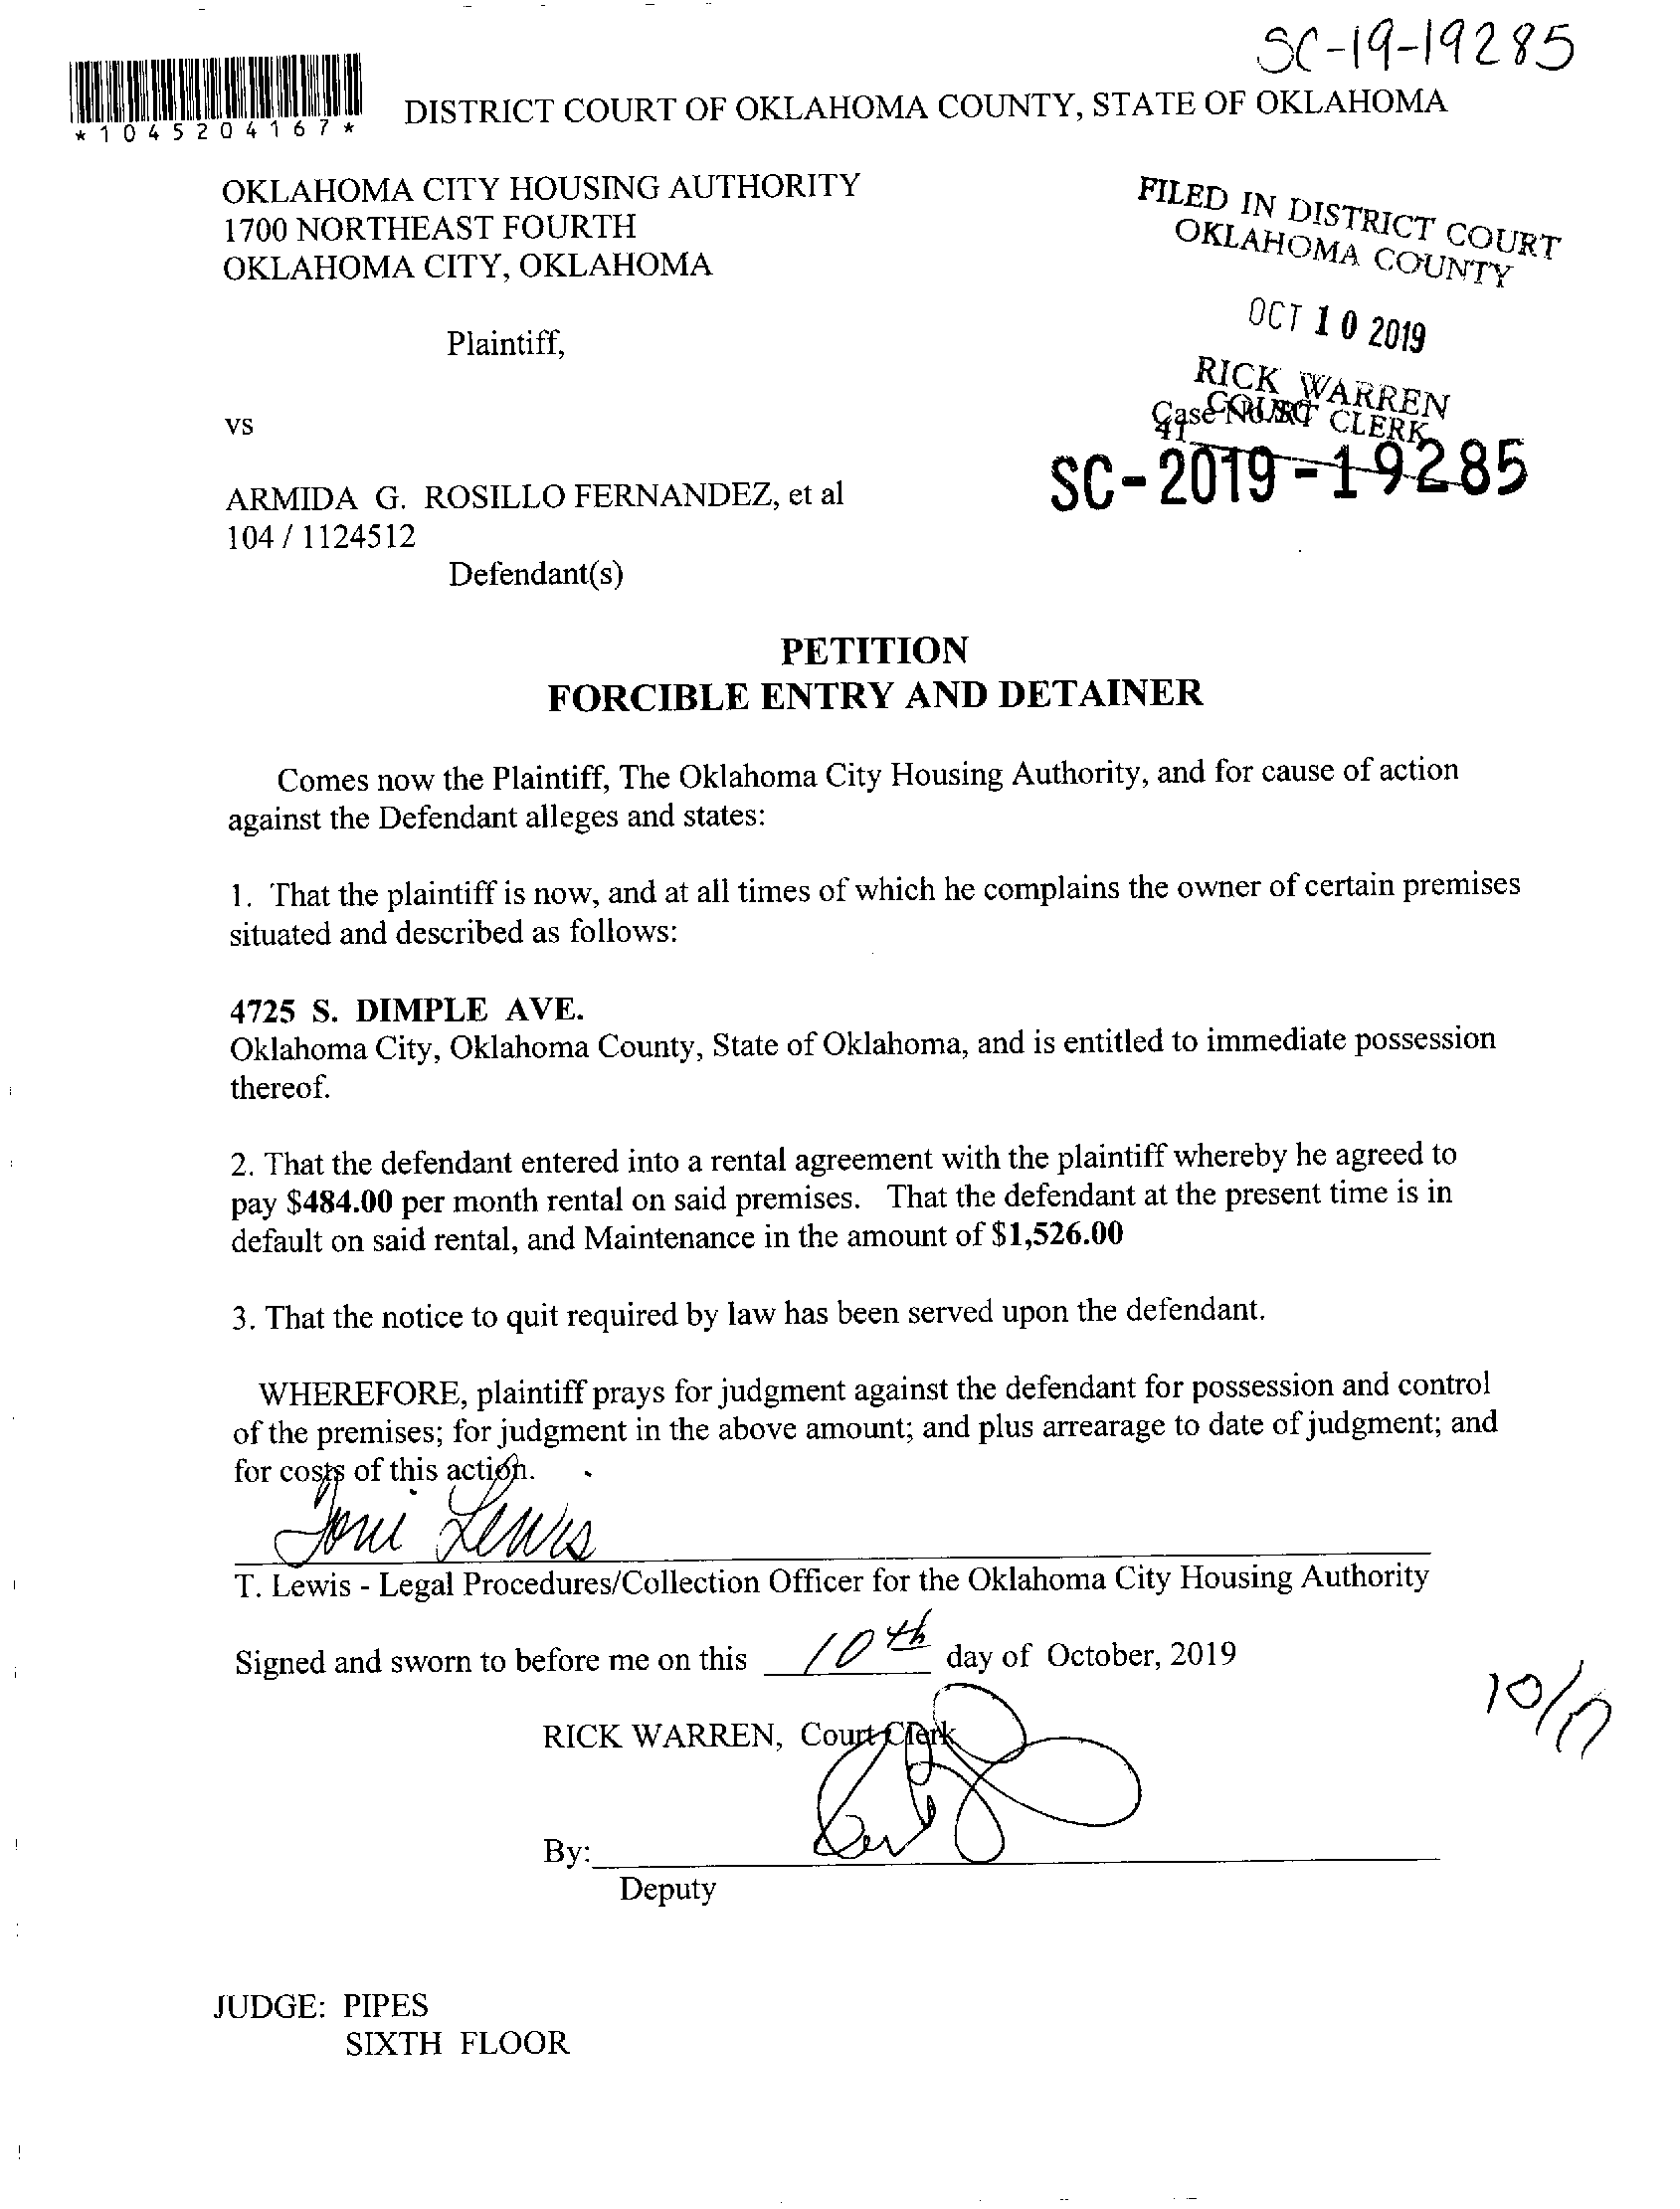 SC-19-19285
*1045204167*
DISTRICT COURT OF OKLAHOMA COUNTY, STATE OF OKLAHOMA
OKLAHOMA CITY HOUSING AUTHORITY
1700 NORTHEAST FOURTH
OKLAHOMA CITY, OKLAHOMA
FILED IN DISTRICT COURT
OKLAHOMA COUNTY
OCT 10 2019
Plaintiff,
RICK WARREN
COURT CLERK
Case No. SC
41
vs
SC-2019-19285
ARMIDA G. ROSILLO FERNANDEZ, et al
104 / 1124512
Defendant(s)
PETITION
FORCIBLE ENTRY AND DETAINER
Comes now the Plaintiff, The Oklahoma City Housing Authority, and for cause of action
against the Defendant alleges and states:
1. That the plaintiff is now, and at all times of which he complains the owner of certain premises
situated and described as follows:
4725 S. DIMPLE AVE.
Oklahoma City, Oklahoma County, State of Oklahoma, and is entitled to immediate possession
thereof.
2. That the defendant entered into a rental agreement with the plaintiff whereby he agreed to
pay $484.00 per month rental on said premises. That the defendant at the present time is in
default on said rental, and Maintenance in the amount of $1,526.00
3. That the notice to quit required by law has been served upon the defendant.
WHEREFORE, plaintiff prays for judgment against the defendant for possession and control
of the premises; for judgment in the above amount; and plus arrearage to date of judgment; and
for costs of this action.
Toni Lewis
T. Lewis - Legal Procedures/Collection Officer for the Oklahoma City Housing Authority
Signed and sworn to before me on this 10th day of October, 2019
10/17
RICK WARREN, Court Clerk
By:
Deputy
JUDGE: PIPES
SIXTH FLOOR